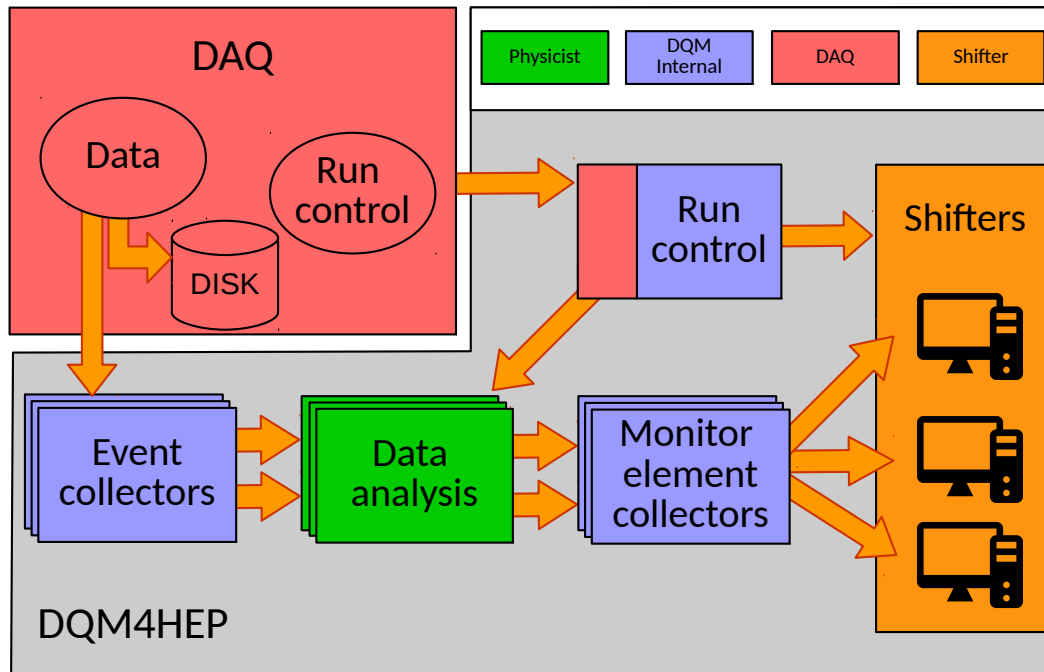 DAQ
Physicist
DQM
Internal
DAQ
Shifter
Data
Run
control
DISK
Run
control
Shifters
Event
collectors
Data
analysis
Monitor
element
collectors
DQM4HEP